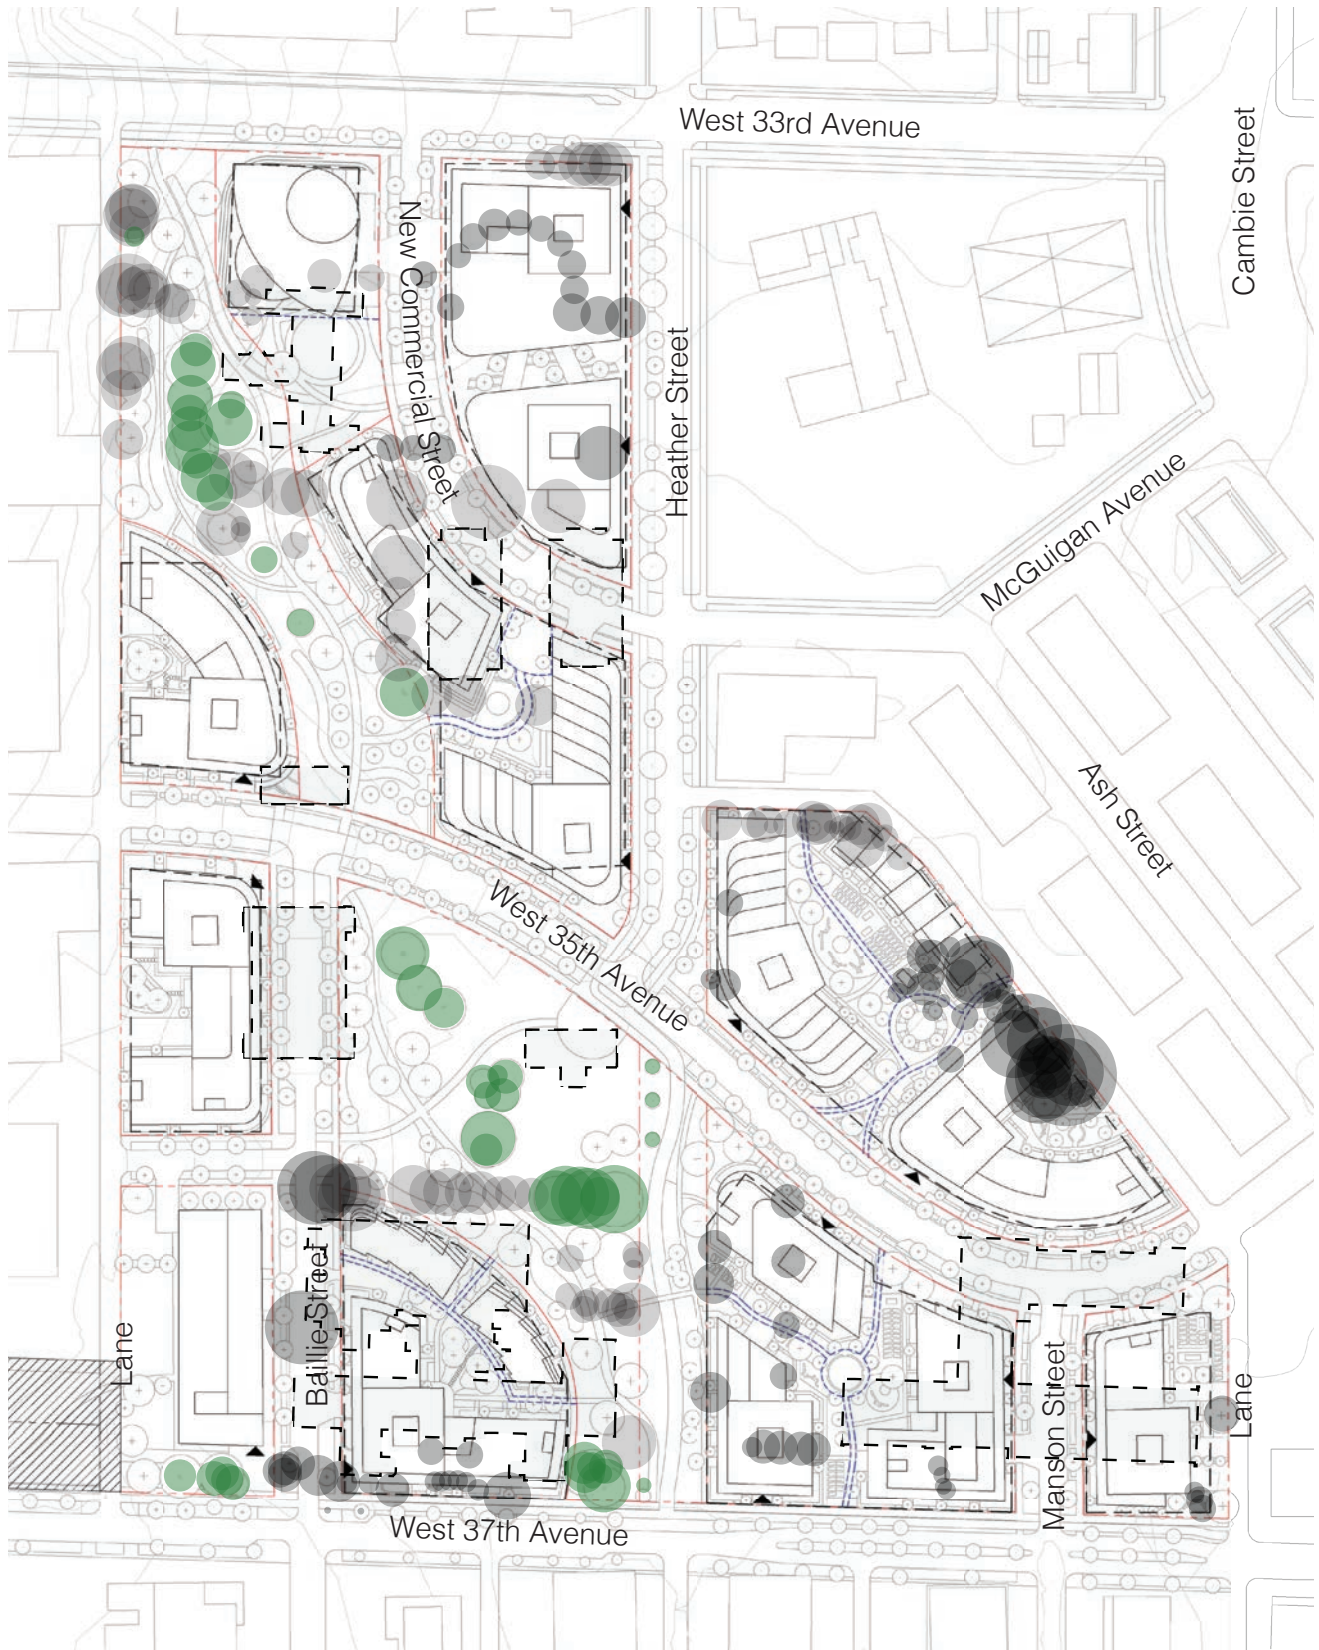 West 33rd Avenue
Cambie Street
New Commercial Street
Heather Street
McGuigan Avenue
Ash Street
West 35th Avenue
Baillie Street
Lane
Manson Street
Lane
West 37th Avenue